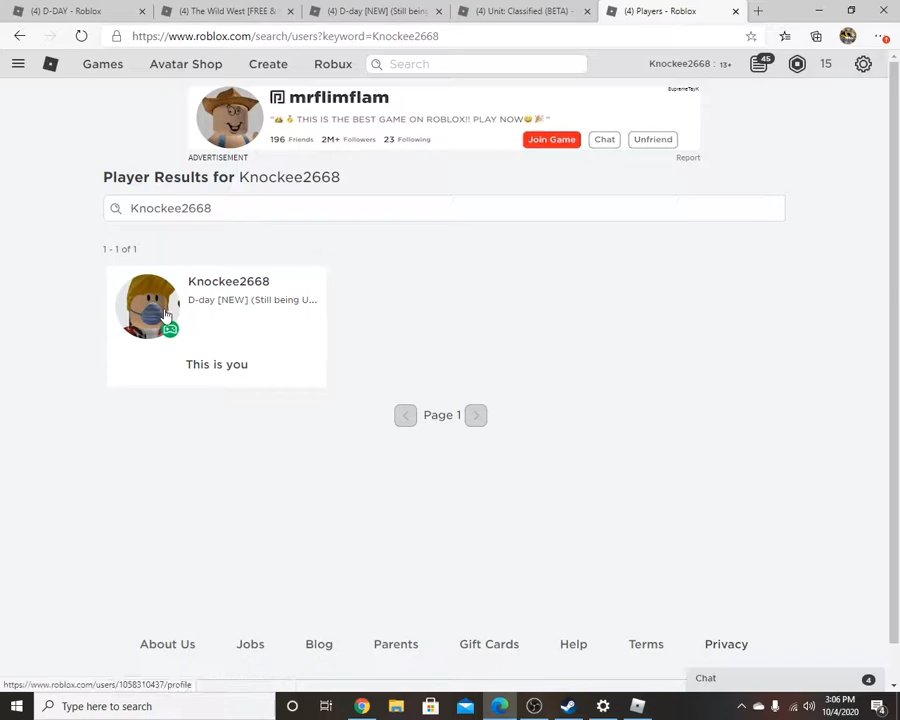 (4) D-DAY - Roblox
(4) The Wild West [FREE &
(4) D-day [NEW] (Still being
(4) Unit: Classified (BETA) -
(4) Players - Roblox
https://www.roblox.com/search/users?keyword=Knockee2668
Games
Avatar Shop
Create
Robux
Search
Knockee2668 : 13+
45
15
mrflimflam
SupremeTayK
"🏕️ 👍 THIS IS THE BEST GAME ON ROBLOX!! PLAY NOW😀🎉"
196 Friends 2M+ Followers 23 Following
Join Game
Chat
Unfriend
ADVERTISEMENT
Report
Player Results for Knockee2668
Knockee2668
1 - 1 of 1
Knockee2668
D-day [NEW] (Still being U...
This is you
Page 1
About Us
Jobs
Blog
Parents
Gift Cards
Help
Terms
Privacy
https://www.roblox.com/users/1058310437/profile
Chat
4
Type here to search
3:06 PM
10/4/2020
4